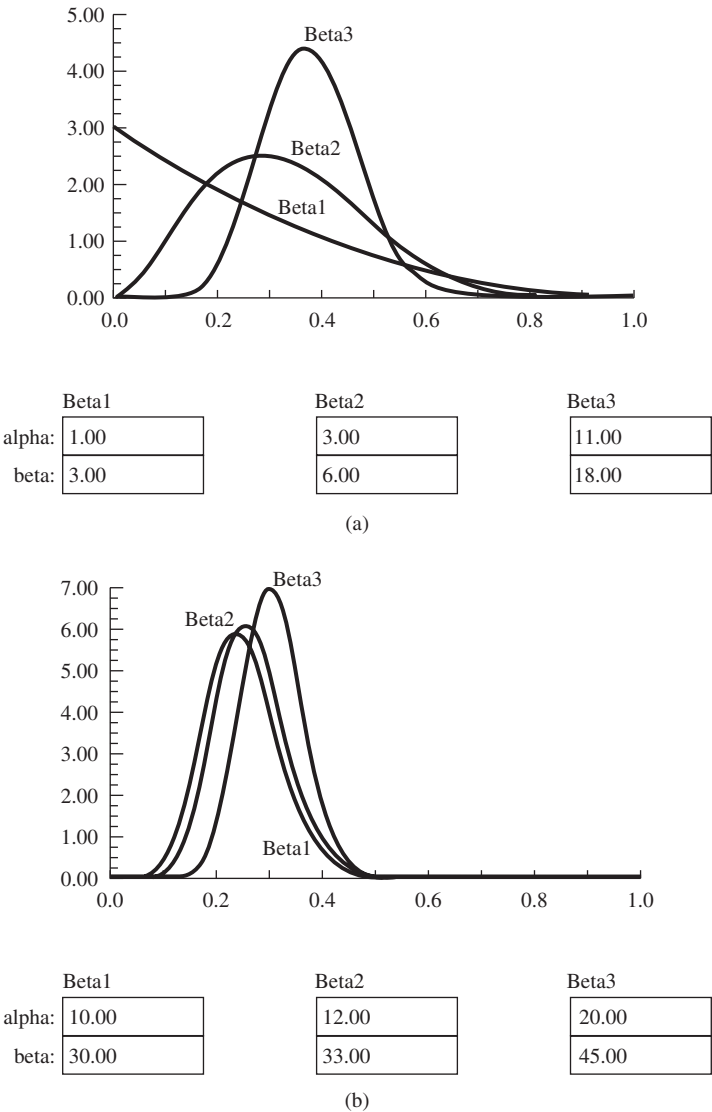 5.00
Beta3
4.00
3.00
Beta2
2.00
Beta1
1.00
0.00
0.0 0.2 0.4 0.6 0.8 1.0
Beta1 Beta2 Beta3
alpha: 1.00 3.00 11.00
beta: 3.00 6.00 18.00
(a)
7.00 Beta3
Beta2
6.00
5.00
4.00
3.00
2.00
1.00 Beta1
0.00
0.0 0.2 0.4 0.6 0.8 1.0
Beta1 Beta2 Beta3
alpha: 10.00 12.00 20.00
beta: 30.00 33.00 45.00
(b)